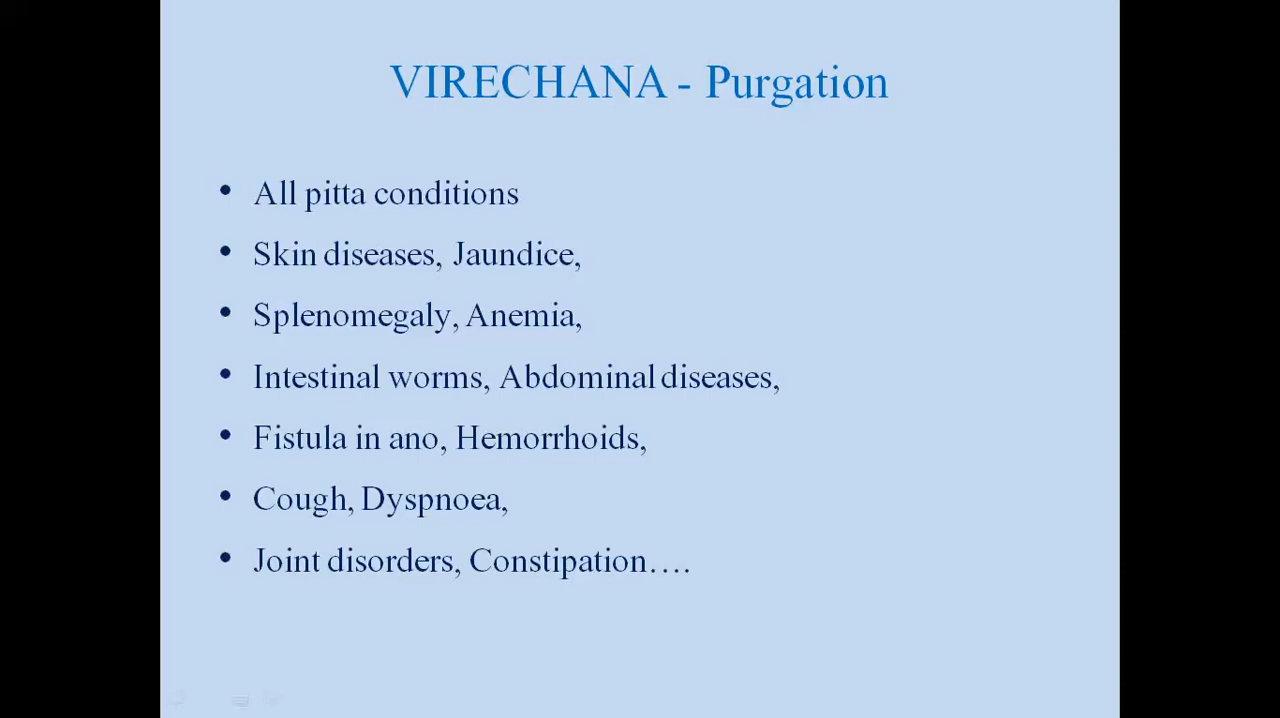 VIRECHANA - Purgation
• All pitta conditions
• Skin diseases, Jaundice,
• Splenomegaly, Anemia,
• Intestinal worms, Abdominal diseases,
• Fistula in ano, Hemorrhoids,
• Cough, Dyspnoea,
• Joint disorders, Constipation….